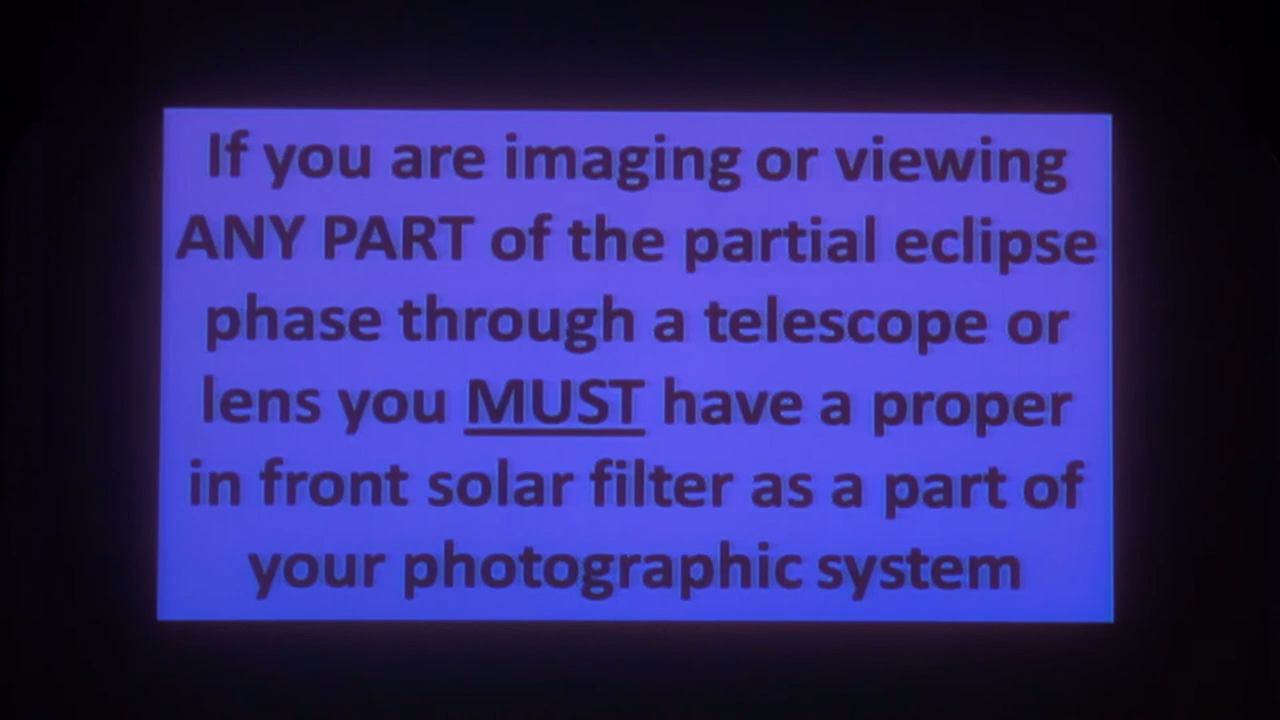 If you are imaging or viewing
ANY PART of the partial eclipse
phase through a telescope or
lens you MUST have a proper
in front solar filter as a part of
your photographic system